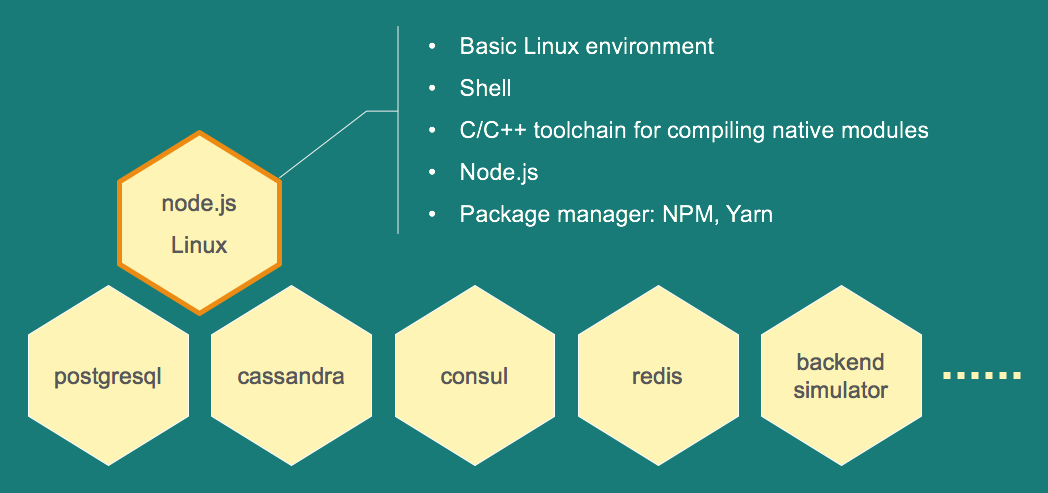 • Basic Linux environment
• Shell
• C/C++ toolchain for compiling native modules
• Node.js
• Package manager: NPM, Yarn
node.js
Linux
postgresql
cassandra
consul
redis
backend
simulator
......